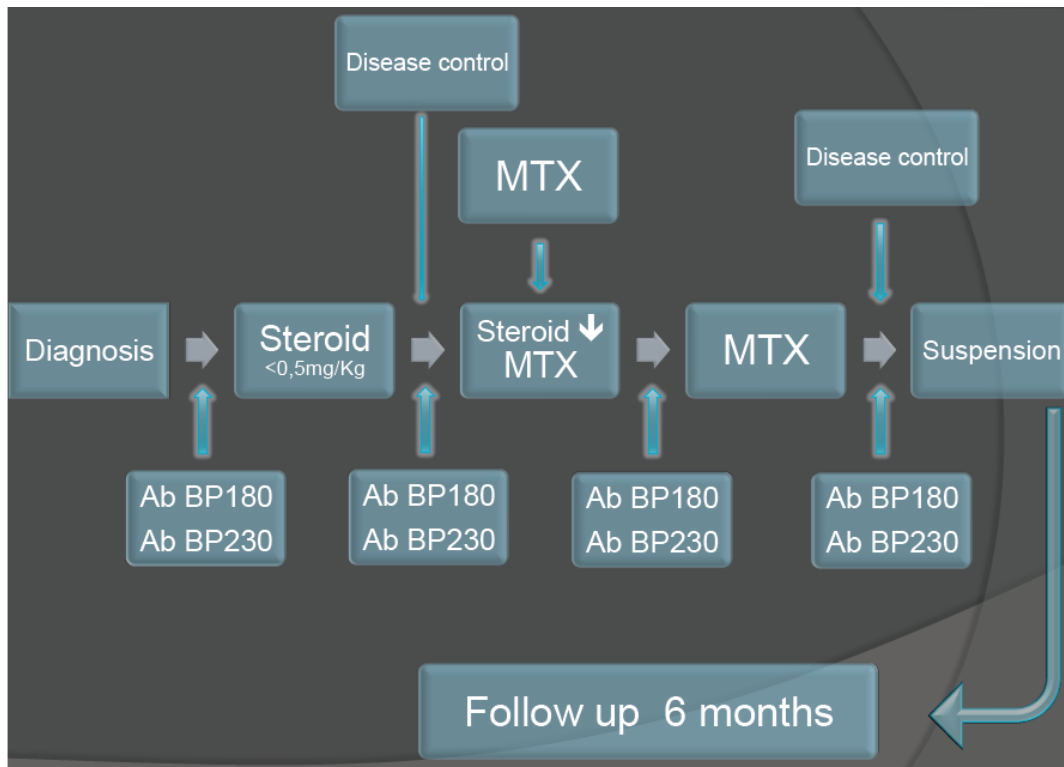 Disease control
MTX
Disease control
Diagnosis
Steroid
<0,5mg/Kg
Steroid 🡻
MTX
MTX
Suspension
Ab BP180
Ab BP230
Ab BP180
Ab BP230
Ab BP180
Ab BP230
Ab BP180
Ab BP230
Follow up 6 months